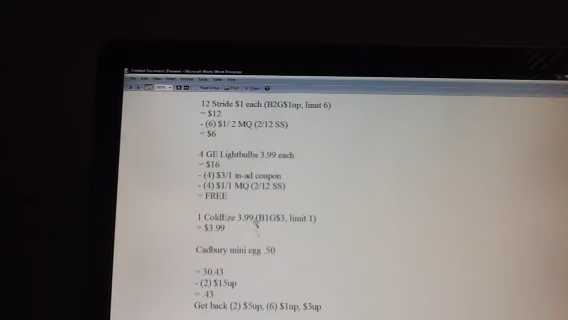 12 Stride $1 each (B2G$1up, limit 6)
= $12
- (6) $1/ 2 MQ (2/12 SS)
= $6
4 GE Lightbulbs 3.99 each
= $16
- (4) $3/1 in-ad coupon
- (4) $1/1 MQ (2/12 SS)
= FREE
1 ColdEze 3.99 (B1G$3, limit 1)
= $3.99
Cadbury mini egg .50
= 30.43
- (2) $15up
= .43
Get back (2) $5up, (6) $1up, $3up